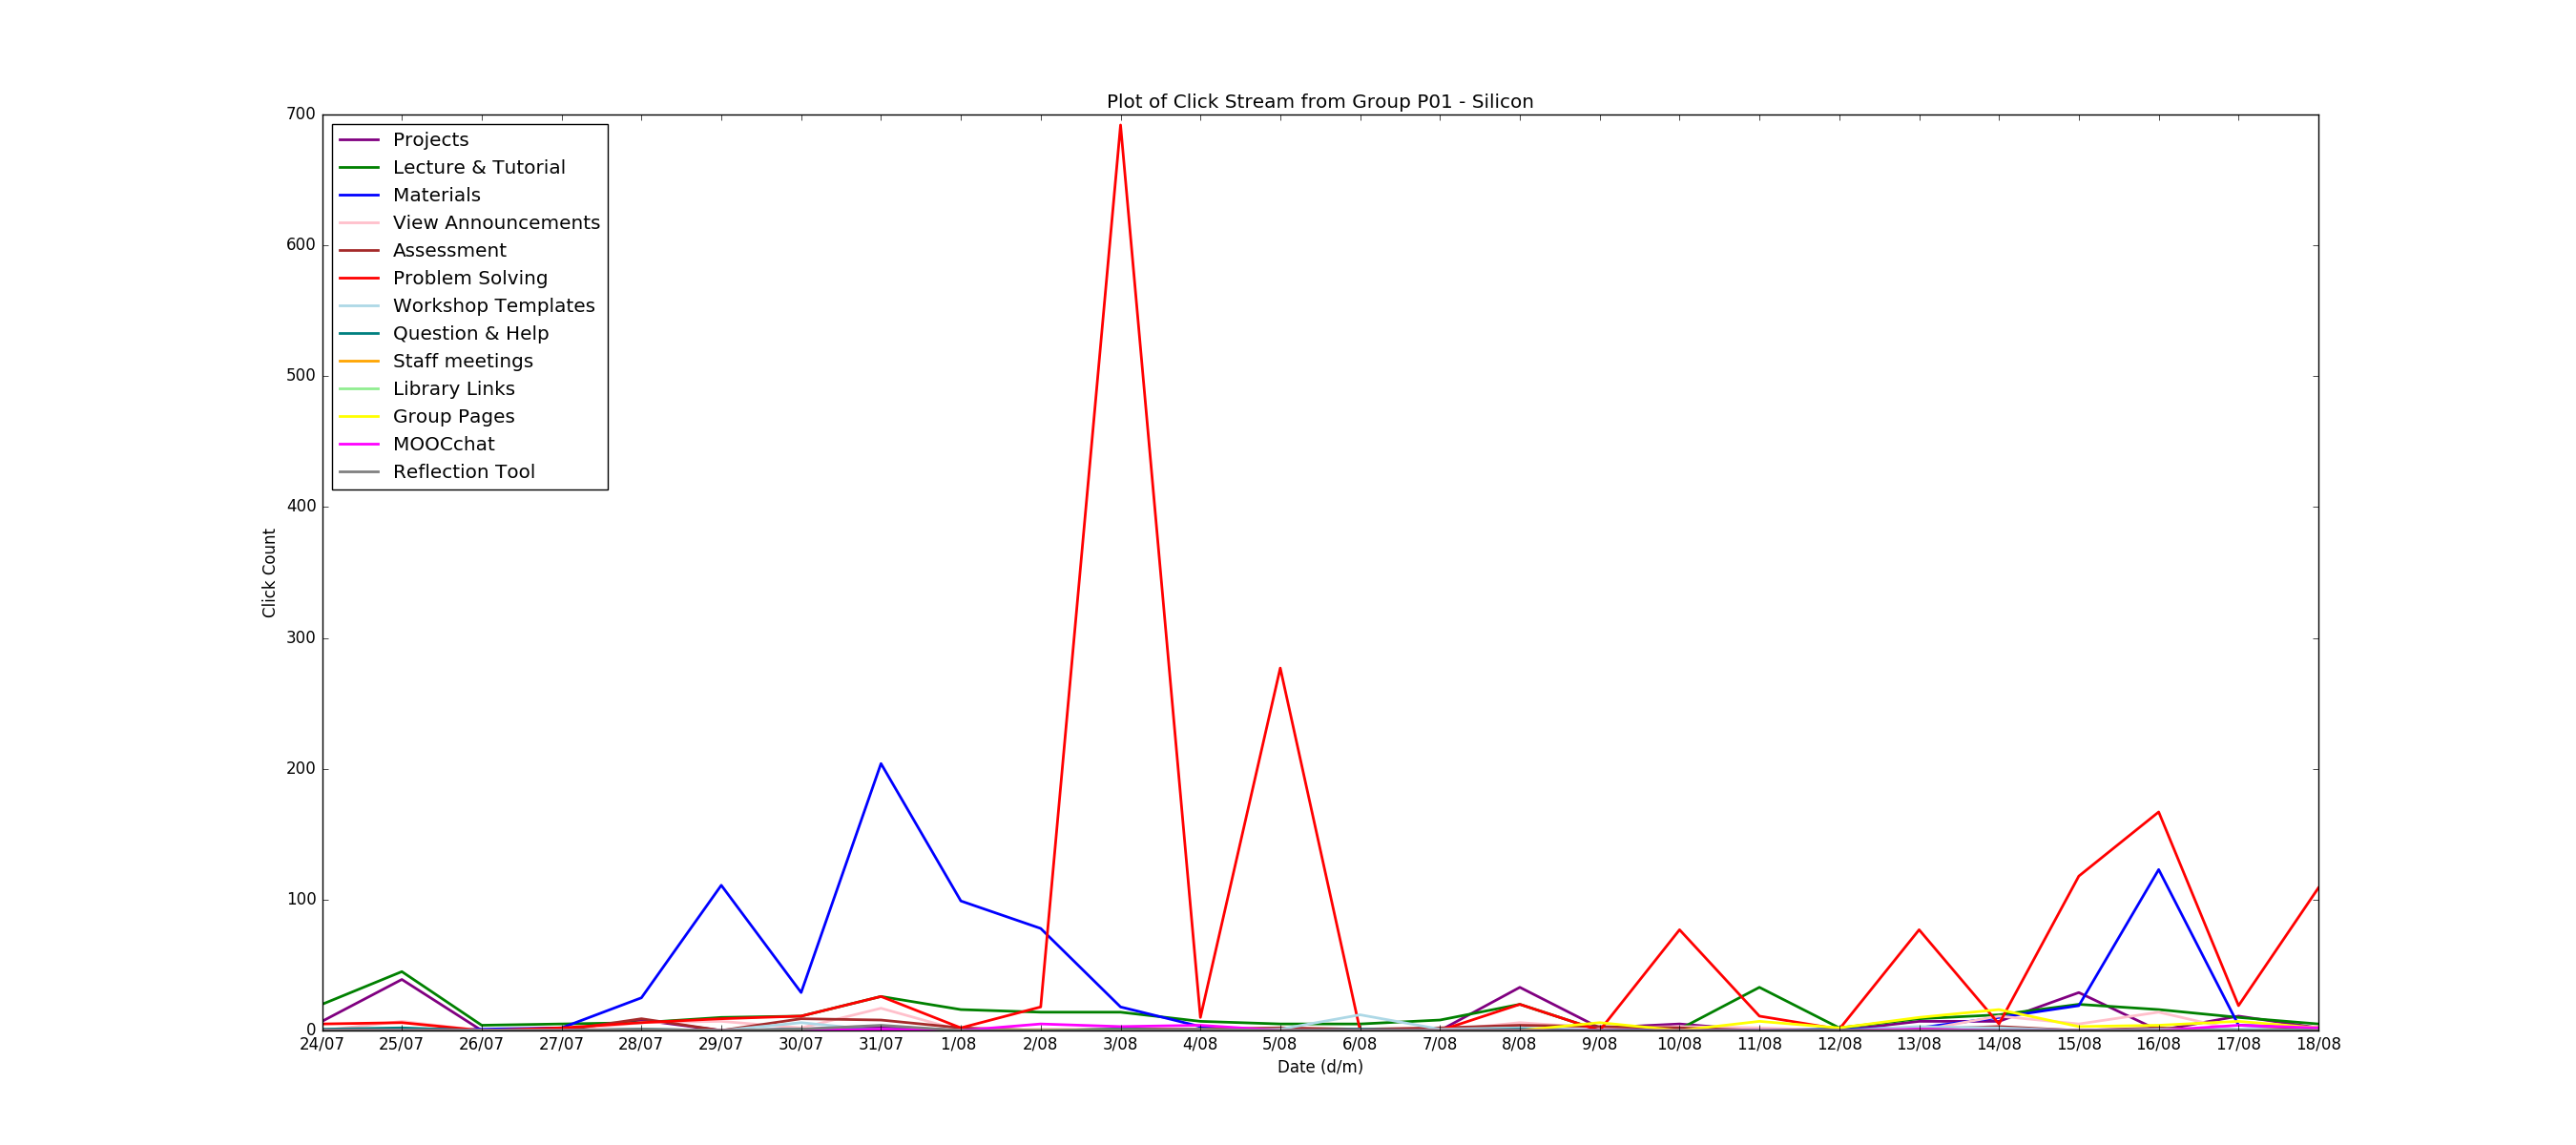 Plot of Click Stream from Group P01 - Silicon
700
600
500
400
300
200
100
0
Click Count
Projects
Lecture & Tutorial
Materials
View Announcements
Assessment
Problem Solving
Workshop Templates
Question & Help
Staff meetings
Library Links
Group Pages
MOOCchat
Reflection Tool
24/07 25/07 26/07 27/07 28/07 29/07 30/07 31/07 1/08 2/08 3/08 4/08 5/08 6/08 7/08 8/08 9/08 10/08 11/08 12/08 13/08 14/08 15/08 16/08 17/08 18/08
Date (d/m)